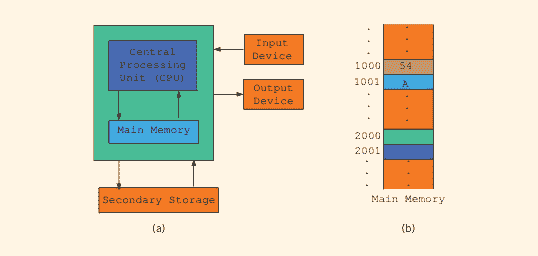 Central
Processing
Unit (CPU)
Main Memory
Input
Device
Output
Device
Secondary Storage
(a)
1000 54
1001 A
2000
2001
Main Memory
(b)